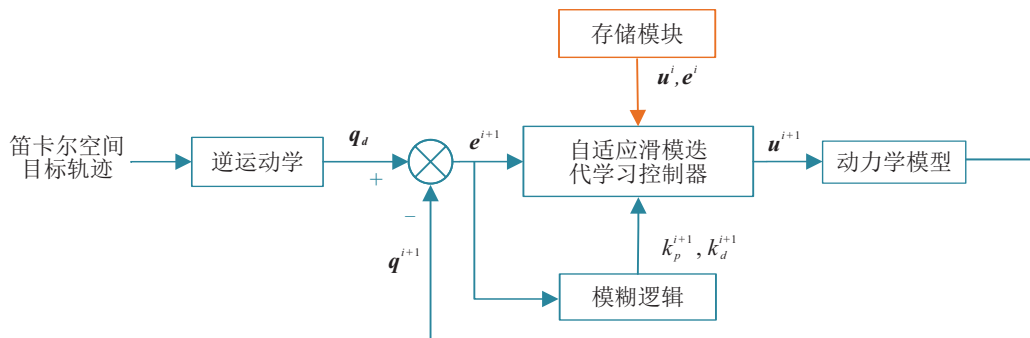 存储模块
u^i, e^i
笛卡尔空间
目标轨迹
逆运动学
q_d
+
−
e^{i+1}
自适应滑模迭
代学习控制器
u^{i+1}
动力学模型
q^{i+1}
k_p^{i+1}, k_d^{i+1}
模糊逻辑